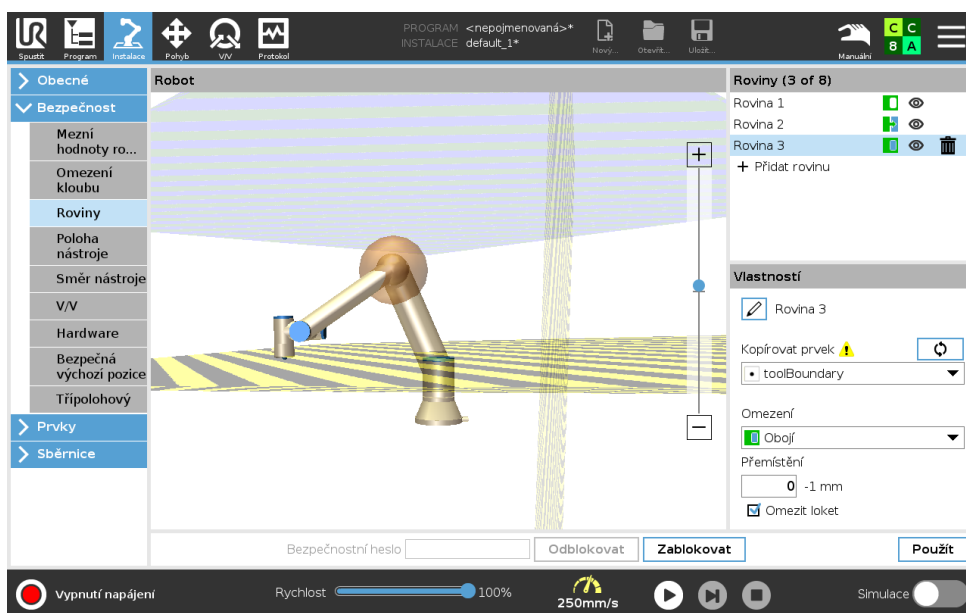 UR
PROGRAM <nepojmenovaná>*
INSTALACE default_1*
Spustit
Program
Instalace
Pohyb
V/V
Protokol
Nový...
Otevřít...
Uložit...
Manuální
C C
8 A
Obecné
Bezpečnost
Mezní
hodnoty ro...
Omezení
kloubu
Roviny
Poloha
nástroje
Směr nástroje
V/V
Hardware
Bezpečná
výchozí pozice
Třípolohový
Prvky
Sběrnice
Robot
Roviny (3 of 8)
Rovina 1
Rovina 2
Rovina 3
+ Přidat rovinu
Vlastností
Rovina 3
Kopírovat prvek
toolBoundary
Omezení
Obojí
Přemístění
0 -1 mm
Omezit loket
Bezpečnostní heslo
Odblokovat
Zablokovat
Použít
Vypnutí napájení
Rychlost
100%
250mm/s
Simulace